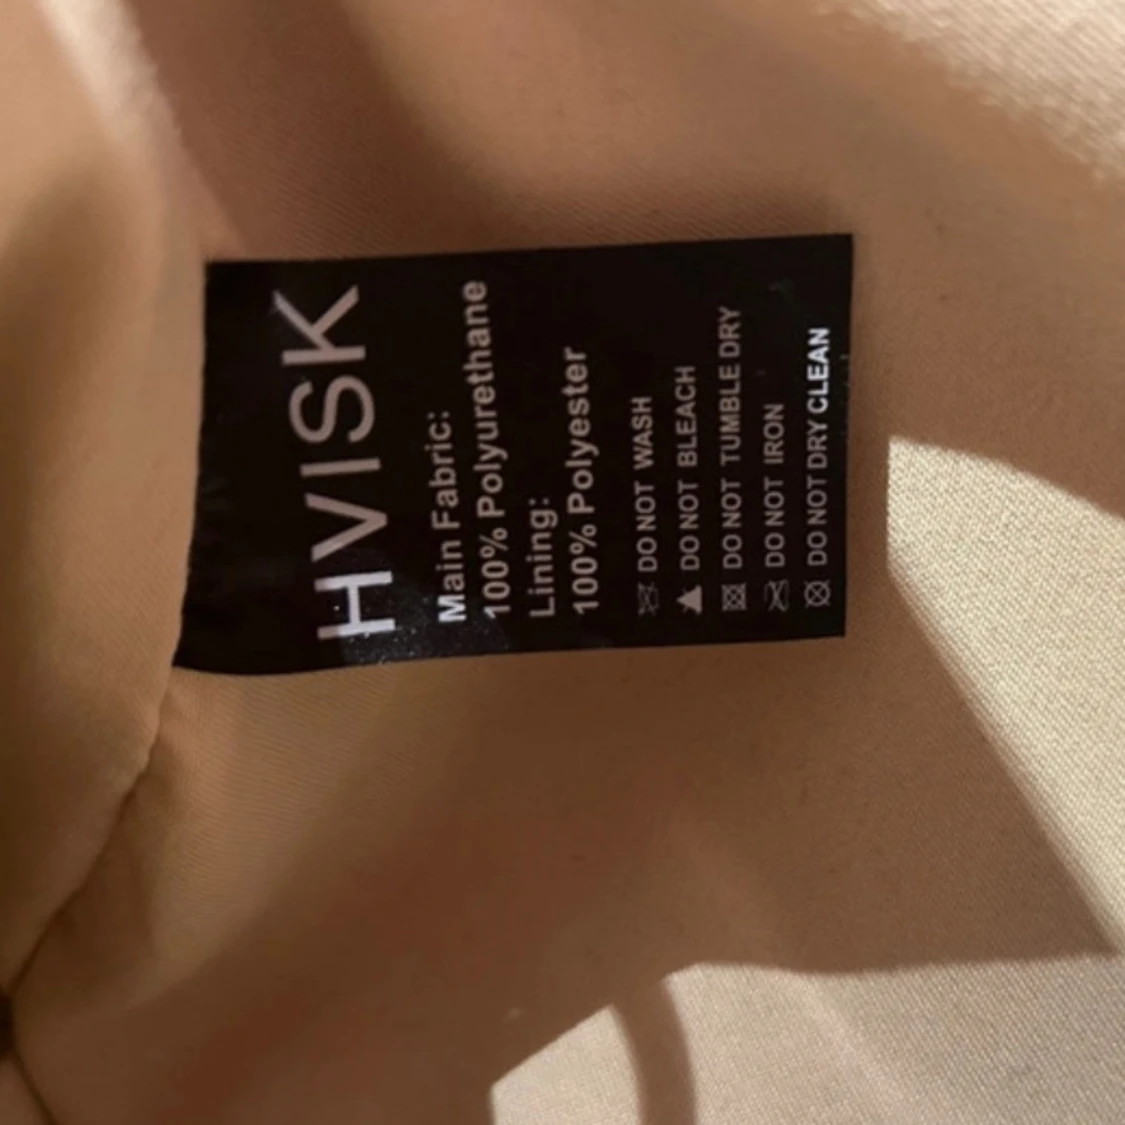 HVISK
Main Fabric:
100% Polyurethane
Lining:
100% Polyester
DO NOT WASH
DO NOT BLEACH
DO NOT TUMBLE DRY
DO NOT IRON
DO NOT DRY CLEAN